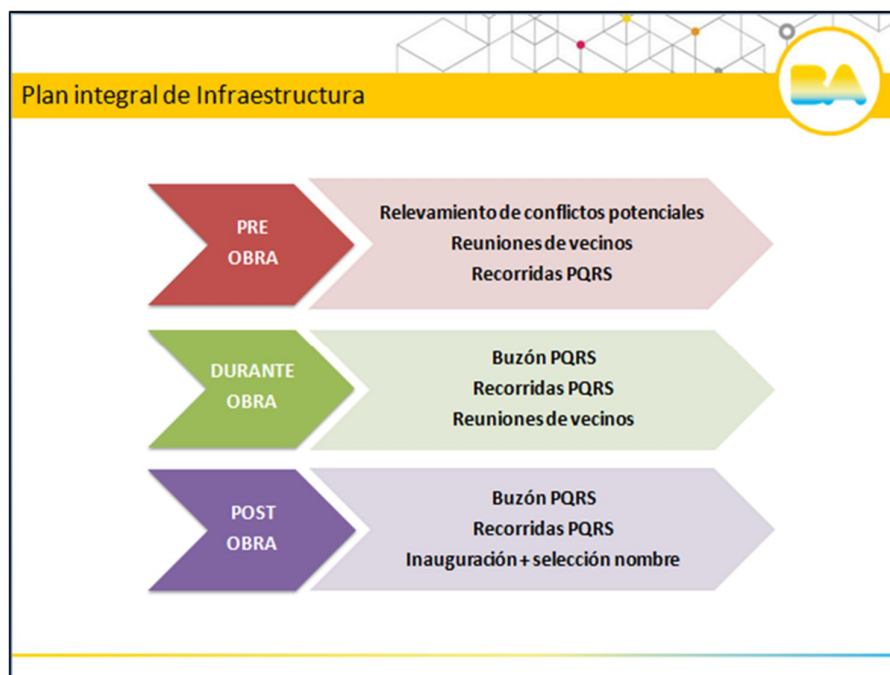 BA
Plan integral de Infraestructura
PRE
OBRA
Relevamiento de conflictos potenciales
Reuniones de vecinos
Recorridas PQRS
DURANTE
OBRA
Buzón PQRS
Recorridas PQRS
Reuniones de vecinos
POST
OBRA
Buzón PQRS
Recorridas PQRS
Inauguración + selección nombre